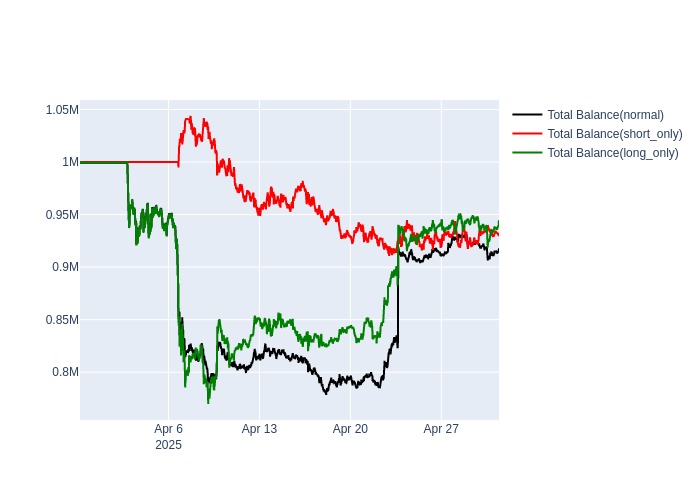 1.05M
1M
0.95M
0.9M
0.85M
0.8M
Apr 6
2025
Apr 13
Apr 20
Apr 27
Total Balance(normal)
Total Balance(short_only)
Total Balance(long_only)